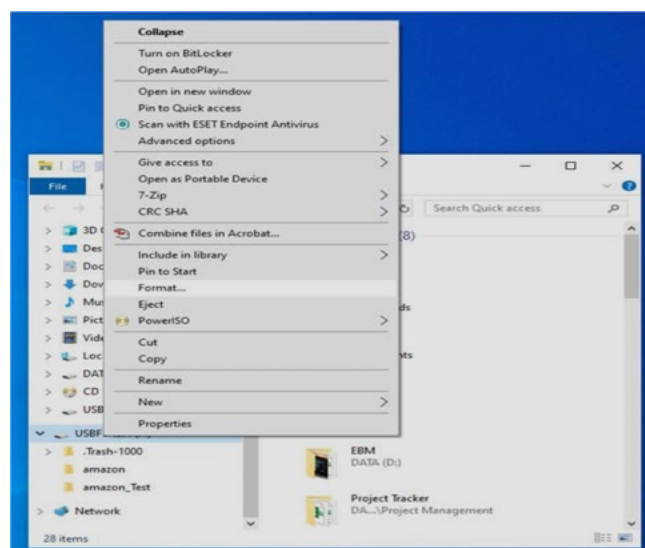 Collapse
Turn on BitLocker
Open AutoPlay...
Open in new window
Pin to Quick access
Scan with ESET Endpoint Antivirus
Advanced options
Give access to
Open as Portable Device
7-Zip
CRC SHA
Combine files in Acrobat...
Include in library
Pin to Start
Format...
Eject
PowerISO
Cut
Copy
Rename
New
Properties
File
Search Quick access
3D
(8)
Des
Doc
Dov
ds
Mu
Pict
Vide
Loc
ts
DAT
CD
USB
USBF
.Trash-1000
amazon
amazon_Test
Network
EBM
DATA (D:)
Project Tracker
DA...\Project Management
28 items